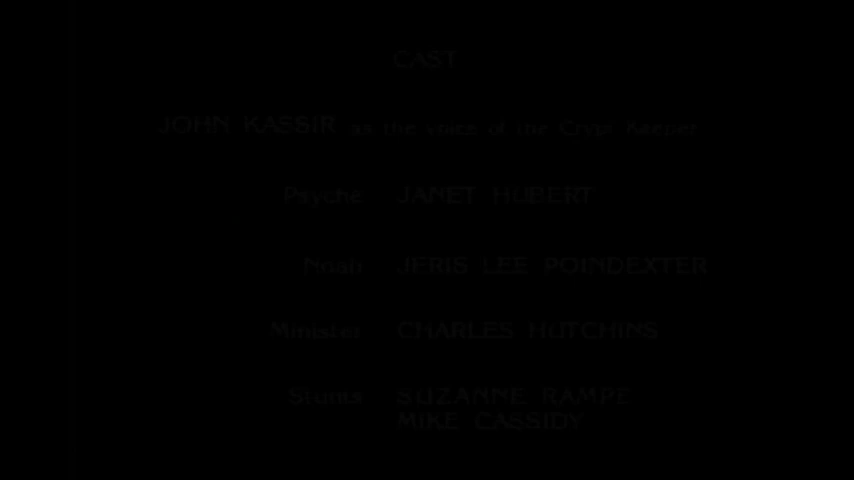 CAST
JOHN KASSIR as the voice of the Crypt Keeper
Psyche JANET HUBERT
Noah JERIS LEE POINDEXTER
Minister CHARLES HUTCHINS
Stunts SUZANNE RAMPE
MIKE CASSIDY